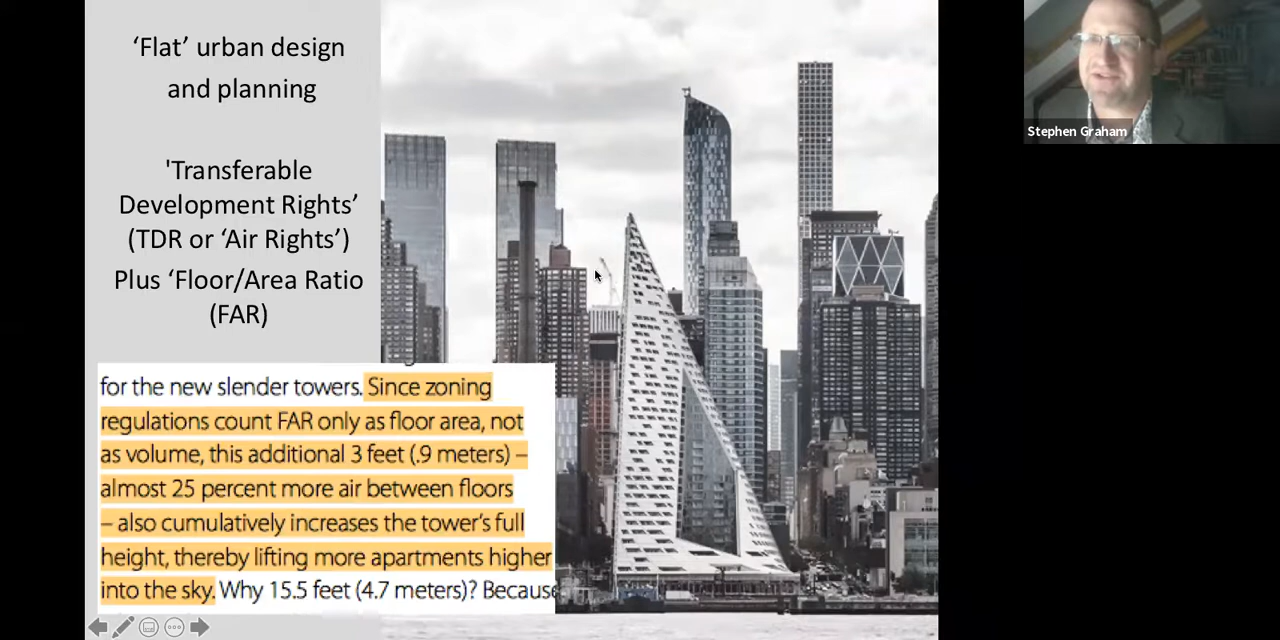 ‘Flat’ urban design
and planning
'Transferable
Development Rights’
(TDR or ‘Air Rights’)
Plus ‘Floor/Area Ratio
(FAR)
for the new slender towers. Since zoning
regulations count FAR only as floor area, not
as volume, this additional 3 feet (.9 meters) –
almost 25 percent more air between floors
– also cumulatively increases the tower’s full
height, thereby lifting more apartments higher
into the sky. Why 15.5 feet (4.7 meters)? Because
Stephen Graham